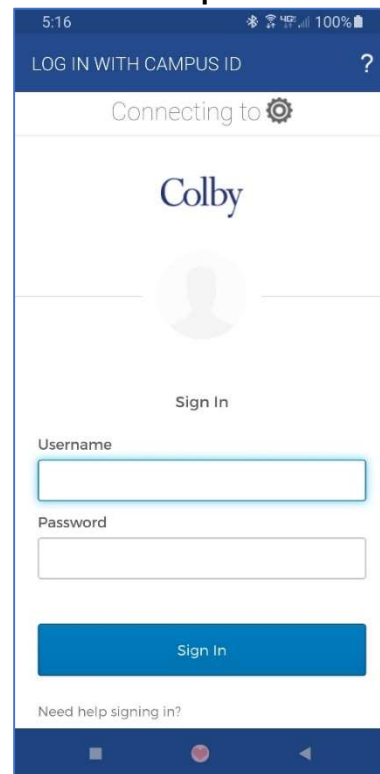 5:16 100%
LOG IN WITH CAMPUS ID ?
Connecting to
Colby
Sign In
Username
Password
Sign In
Need help signing in?